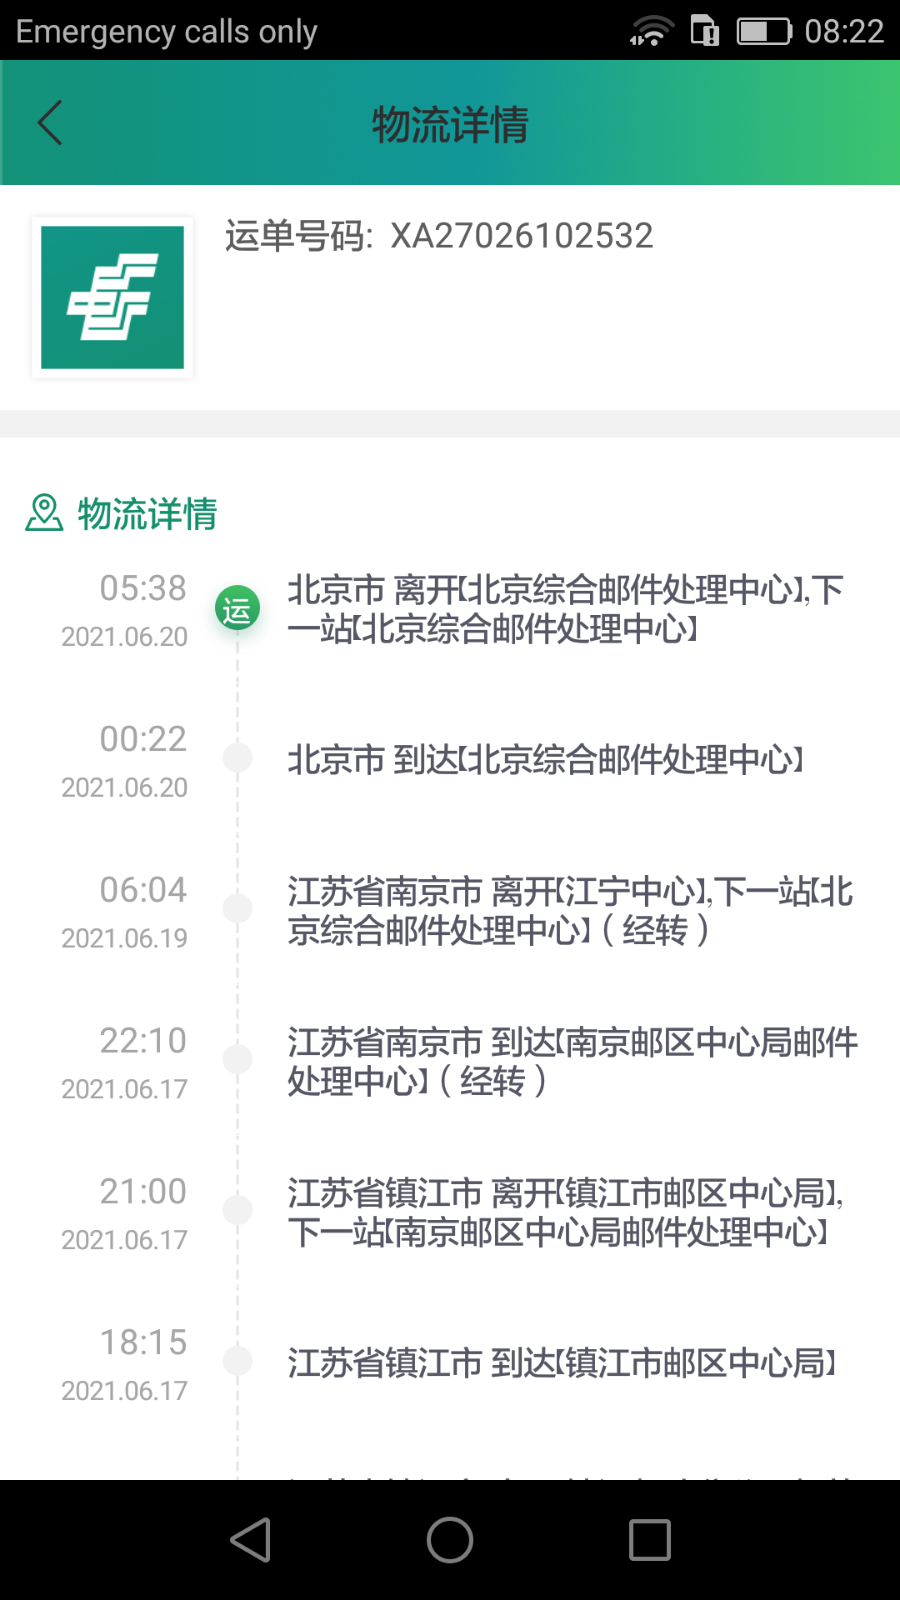 Emergency calls only 08:22
物流详情
运单号码: XA27026102532
物流详情
05:38
2021.06.20
运
北京市 离开【北京综合邮件处理中心】,下
一站【北京综合邮件处理中心】
00:22
2021.06.20
北京市 到达【北京综合邮件处理中心】
06:04
2021.06.19
江苏省南京市 离开【江宁中心】,下一站【北
京综合邮件处理中心】（经转）
22:10
2021.06.17
江苏省南京市 到达【南京邮区中心局邮件
处理中心】（经转）
21:00
2021.06.17
江苏省镇江市 离开【镇江市邮区中心局】,
下一站【南京邮区中心局邮件处理中心】
18:15
2021.06.17
江苏省镇江市 到达【镇江市邮区中心局】